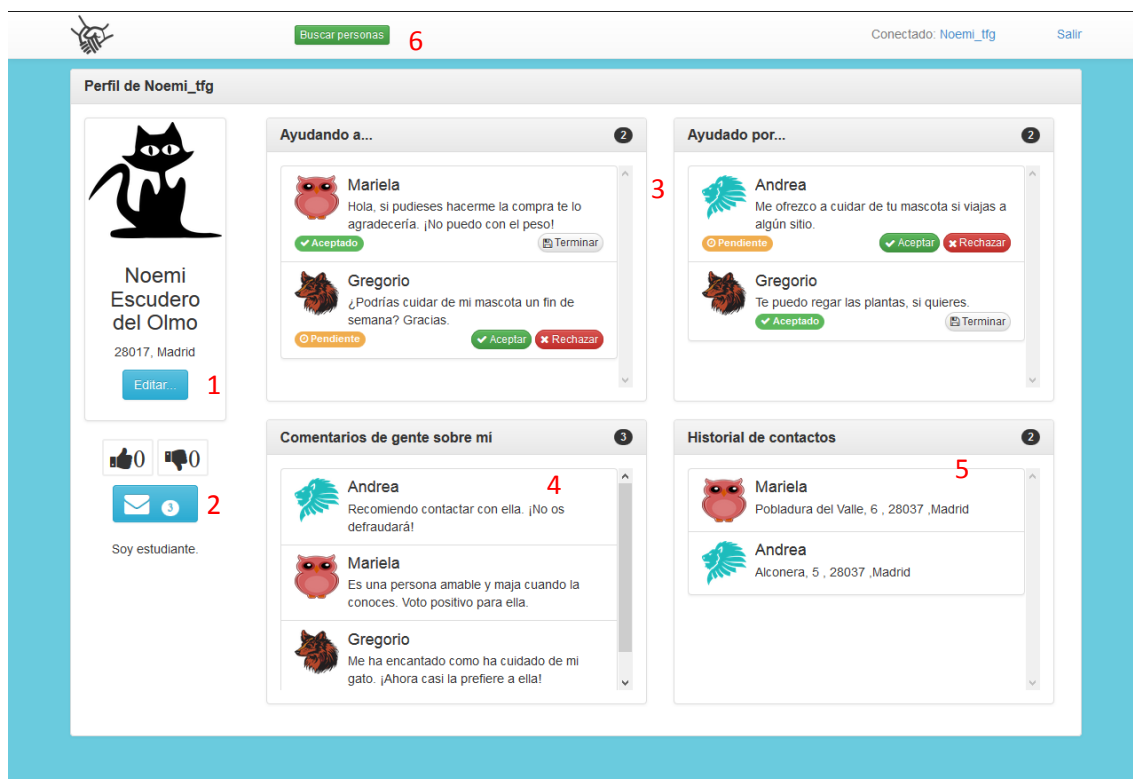 Buscar personas
6
Conectado: Noemi_tfg
Salir
Perfil de Noemi_tfg
Noemi
Escudero
del Olmo
28017, Madrid
Editar...
1
0
0
3
2
Soy estudiante.
Ayudando a...
2
Mariela
Hola, si pudieses hacerme la compra te lo
agradecería. ¡No puedo con el peso!
Aceptado
Terminar
Gregorio
¿Podrías cuidar de mi mascota un fin de
semana? Gracias.
Pendiente
Aceptar
Rechazar
3
Ayudado por...
2
Andrea
Me ofrezco a cuidar de tu mascota si viajas a
algún sitio.
Pendiente
Aceptar
Rechazar
Gregorio
Te puedo regar las plantas, si quieres.
Aceptado
Terminar
Comentarios de gente sobre mí
3
4
Andrea
Recomiendo contactar con ella. ¡No os
defraudará!
Mariela
Es una persona amable y maja cuando la
conoces. Voto positivo para ella.
Gregorio
Me ha encantado como ha cuidado de mi
gato. ¡Ahora casi la prefiere a ella!
Historial de contactos
2
5
Mariela
Pobladura del Valle, 6 , 28037 ,Madrid
Andrea
Alconera, 5 , 28037 ,Madrid